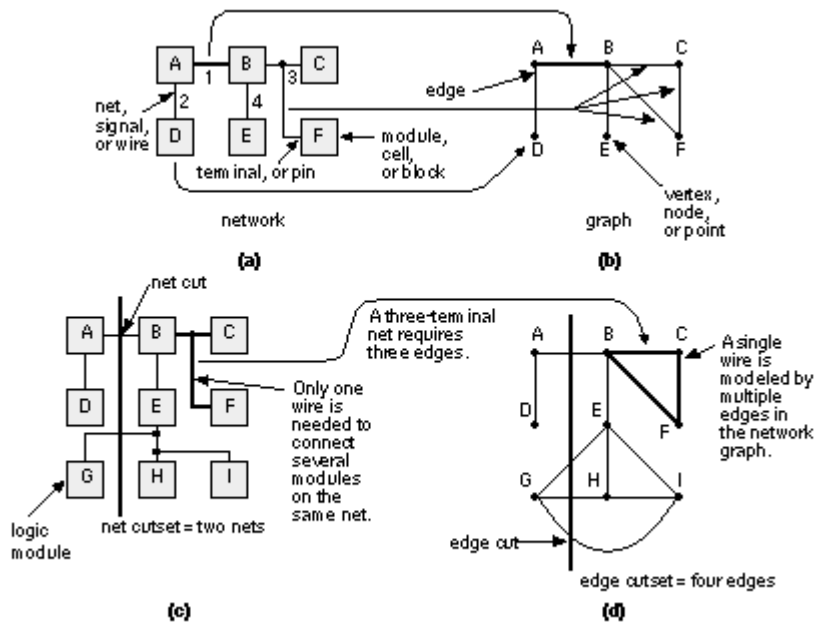 A
B
C
1
3
2
4
net,
signal,
or wire
D
E
F
terminal, or pin
module,
cell,
or block
network
(a)
A
B
C
edge
D
E
F
vertex,
node,
or point
graph
(b)
net cut
A
B
C
D
E
F
G
H
I
A three-terminal
net requires
three edges.
Only one
wire is
needed to
connect
several
modules
on the
same net.
logic
module
net cutset = two nets
(c)
A
B
C
D
E
F
G
H
I
A single
wire is
modeled by
multiple
edges in
the network
graph.
edge cut
edge cutset = four edges
(d)